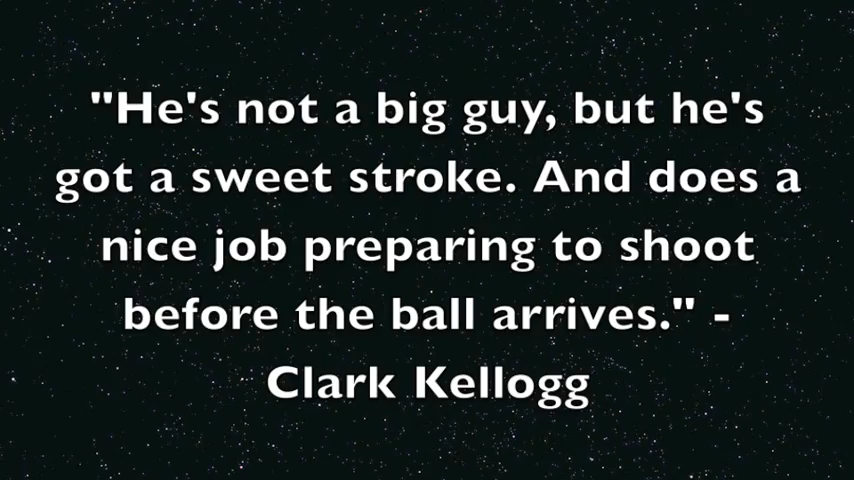 "He's not a big guy, but he's
got a sweet stroke. And does a
nice job preparing to shoot
before the ball arrives." -
Clark Kellogg